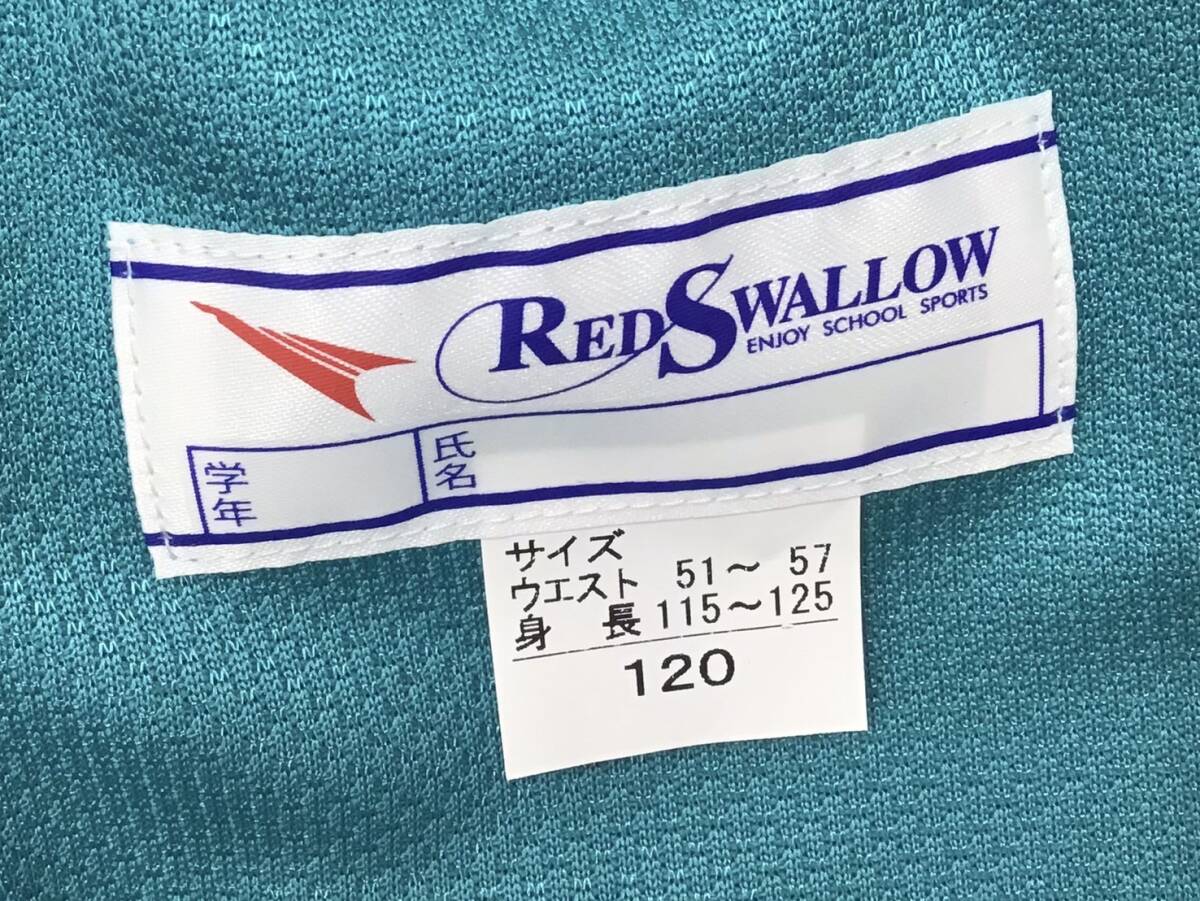 RED SWALLOW
ENJOY SCHOOL SPORTS
学年
氏名
サイズ
ウエスト 51～ 57
身 長 115～125
120